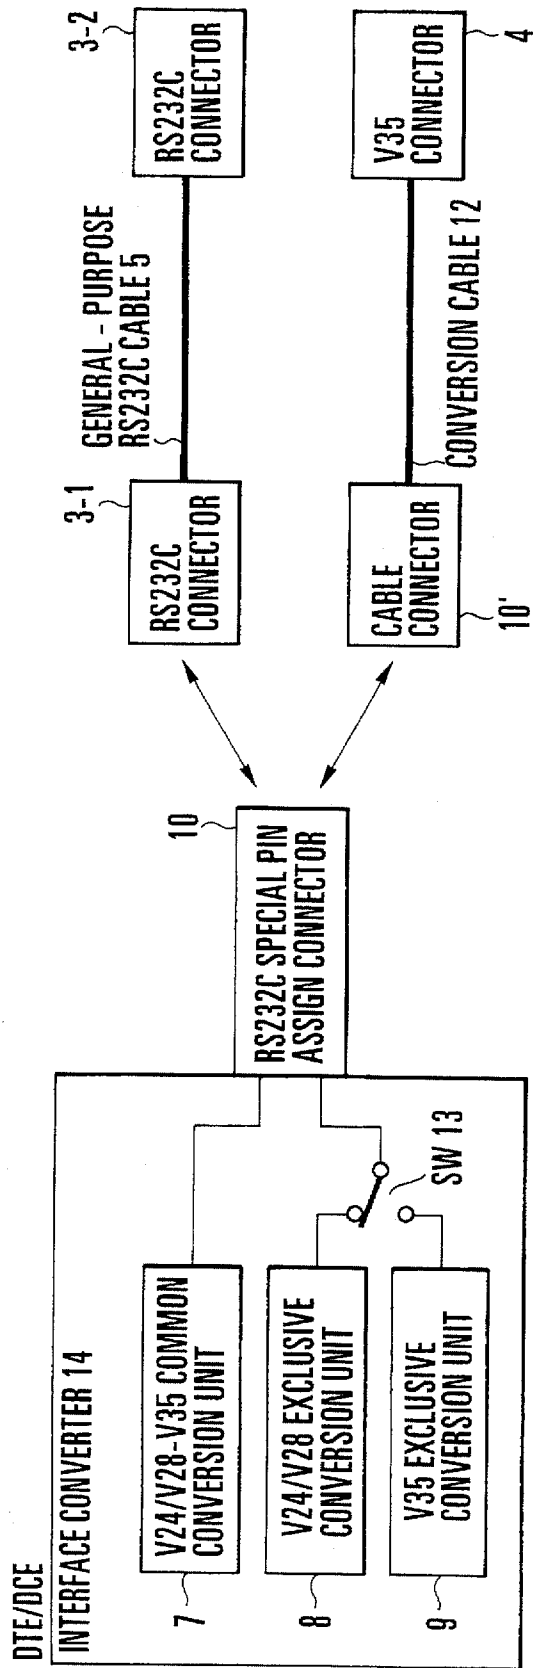 DTE/DCE
INTERFACE CONVERTER 14
V24/V28-V35 COMMON
CONVERSION UNIT
7
V24/V28 EXCLUSIVE
CONVERSION UNIT
8
V35 EXCLUSIVE
CONVERSION UNIT
9
SW 13
10
RS232C SPECIAL PIN
ASSIGN CONNECTOR
3-1
RS232C
CONNECTOR
GENERAL - PURPOSE
RS232C CABLE 5
3-2
RS232C
CONNECTOR
CABLE
CONNECTOR
10'
CONVERSION CABLE 12
V35
CONNECTOR
4